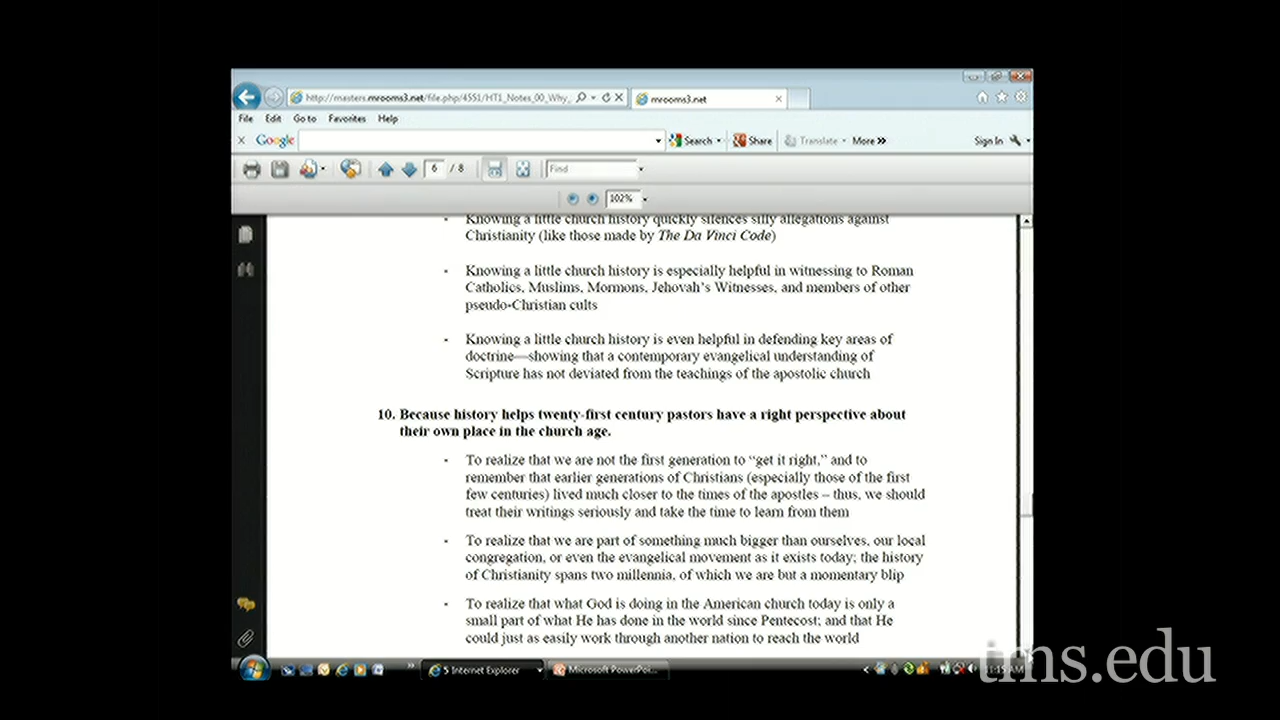 http://masters.mrooms3.net/file.php/4551/HT1_Notes_00_Why_
mrooms3.net
File Edit Go to Favorites Help
x Google Search Share Translate More » Sign In
6 / 8 Find
102%
Knowing a little church history quickly silences silly allegations against
Christianity (like those made by The Da Vinci Code)
- Knowing a little church history is especially helpful in witnessing to Roman
Catholics, Muslims, Mormons, Jehovah's Witnesses, and members of other
pseudo-Christian cults
- Knowing a little church history is even helpful in defending key areas of
doctrine—showing that a contemporary evangelical understanding of
Scripture has not deviated from the teachings of the apostolic church
10. Because history helps twenty-first century pastors have a right perspective about
their own place in the church age.
- To realize that we are not the first generation to “get it right,” and to
remember that earlier generations of Christians (especially those of the first
few centuries) lived much closer to the times of the apostles – thus, we should
treat their writings seriously and take the time to learn from them
- To realize that we are part of something much bigger than ourselves, our local
congregation, or even the evangelical movement as it exists today; the history
of Christianity spans two millennia, of which we are but a momentary blip
- To realize that what God is doing in the American church today is only a
small part of what He has done in the world since Pentecost; and that He
could just as easily work through another nation to reach the world
5 Internet Explorer Microsoft PowerPoi... 11:15 AM
tms.edu